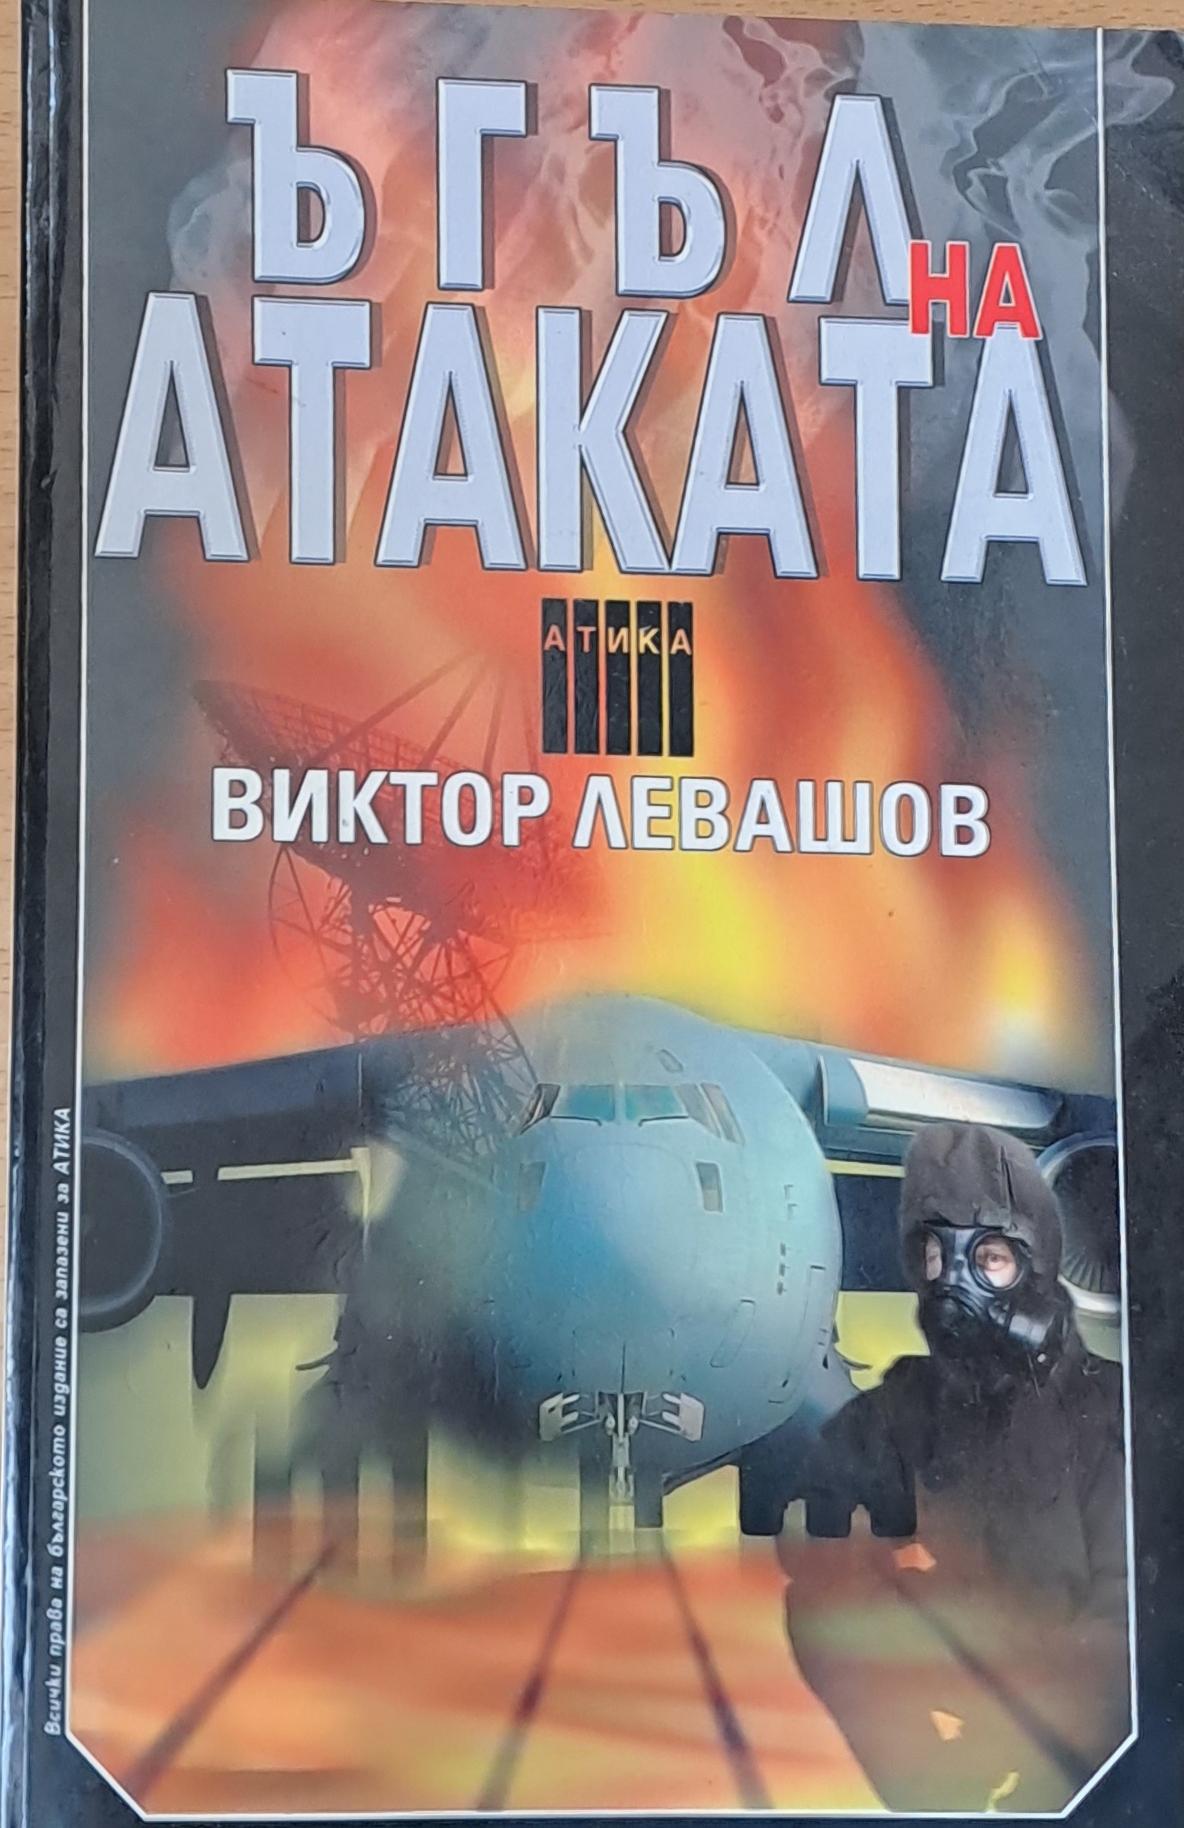 ЪГЪЛ
НА
АТАКАТА
АТИКА
ВИКТОР ЛЕВАШОВ
Всички права на българското издание са запазени за АТИКА